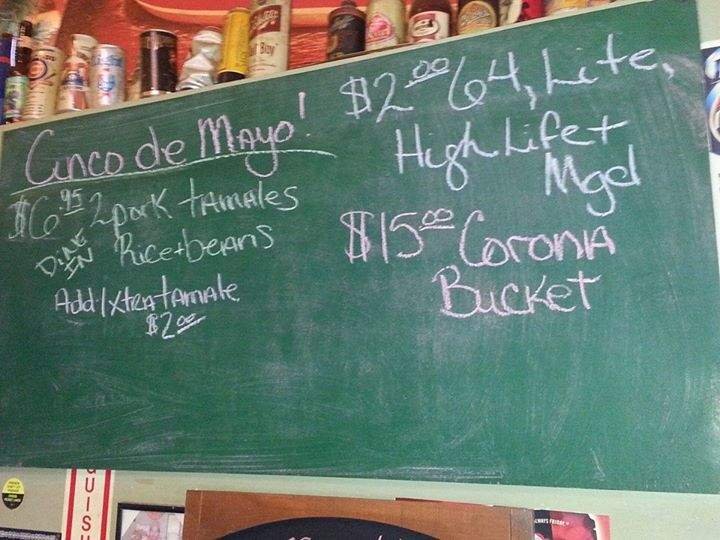 Cinco de Mayo!
$6.95 2 pork tamales
DINE IN Rice + beans
Add 1 Xtra tamale
$2.00
$2.00 64, Lite,
High Life +
Mgd
$15.00 Corona
Bucket
UISH